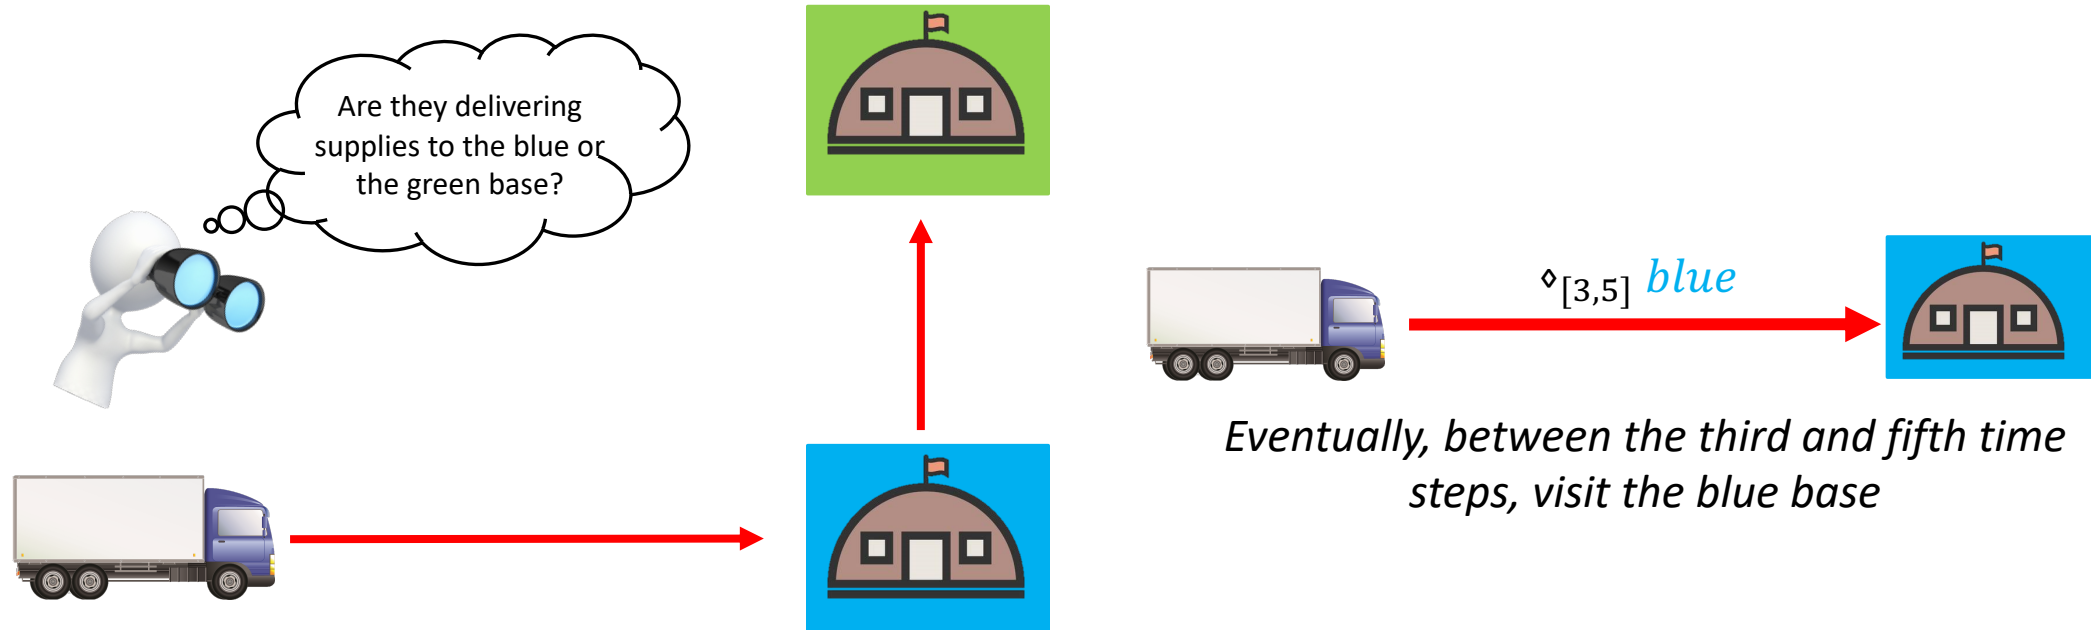 Are they delivering
supplies to the blue or
the green base?
⋄[3,5] blue
Eventually, between the third and fifth time
steps, visit the blue base